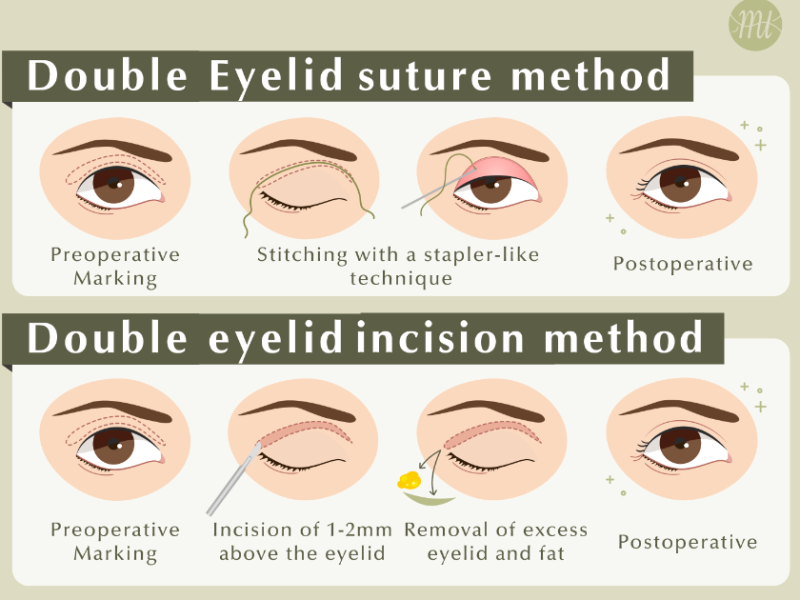 Mt
Double Eyelid suture method
Preoperative
Marking
Stitching with a stapler-like
technique
Postoperative
Double eyelid incision method
Preoperative
Marking
Incision of 1-2mm
above the eyelid
Removal of excess
eyelid and fat
Postoperative